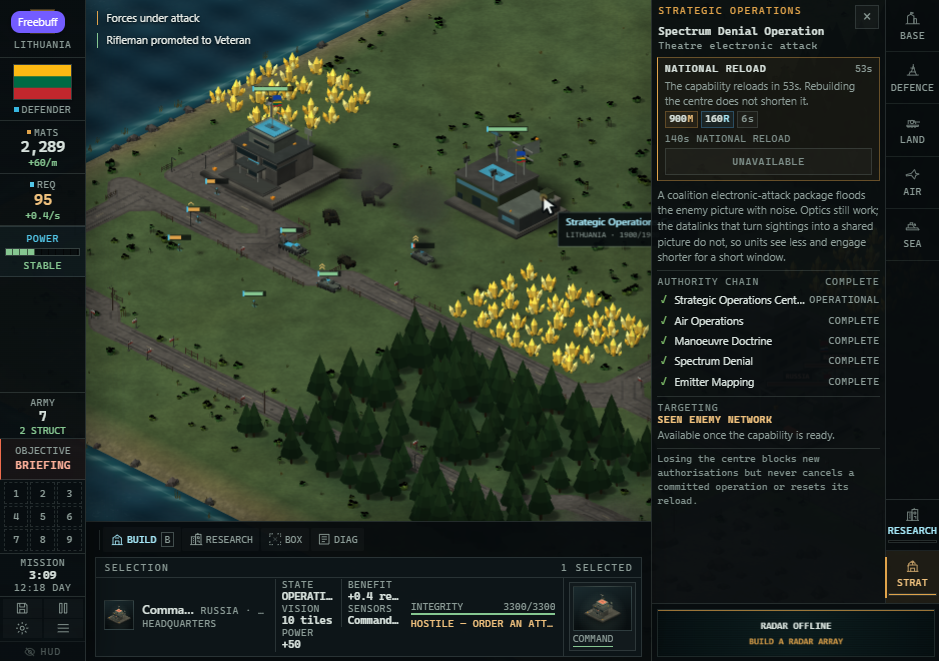 Freebuff
LITHUANIA
DEFENDER
MATS
2,289
+60/m
REQ
95
+0.4/s
POWER
STABLE
ARMY
7
2 STRUCT
OBJECTIVE
BRIEFING
1 2 3
4 5 6
7 8 9
MISSION
3:09
12:18 DAY
HUD
Forces under attack
Rifleman promoted to Veteran
Strategic Operatio
LITHUANIA · 1900/19
BUILD B
RESEARCH
BOX
DIAG
SELECTION
1 SELECTED
Comma… RUSSIA · …
HEADQUARTERS
STATE
OPERATI…
VISION
10 tiles
POWER
+50
BENEFIT
+0.4 re…
SENSORS
Command…
INTEGRITY 3300/3300
HOSTILE — ORDER AN ATT…
COMMAND
STRATEGIC OPERATIONS
×
Spectrum Denial Operation
Theatre electronic attack
NATIONAL RELOAD 53s
The capability reloads in 53s. Rebuilding
the centre does not shorten it.
900M 160R 6s
140s NATIONAL RELOAD
UNAVAILABLE
A coalition electronic-attack package floods
the enemy picture with noise. Optics still work;
the datalinks that turn sightings into a shared
picture do not, so units see less and engage
shorter for a short window.
AUTHORITY CHAIN COMPLETE
✓ Strategic Operations Cent… OPERATIONAL
✓ Air Operations COMPLETE
✓ Manoeuvre Doctrine COMPLETE
✓ Spectrum Denial COMPLETE
✓ Emitter Mapping COMPLETE
TARGETING
SEEN ENEMY NETWORK
Available once the capability is ready.
Losing the centre blocks new
authorisations but never cancels a
committed operation or resets its
reload.
RADAR OFFLINE
BUILD A RADAR ARRAY
BASE
DEFENCE
LAND
AIR
SEA
RESEARCH
STRAT